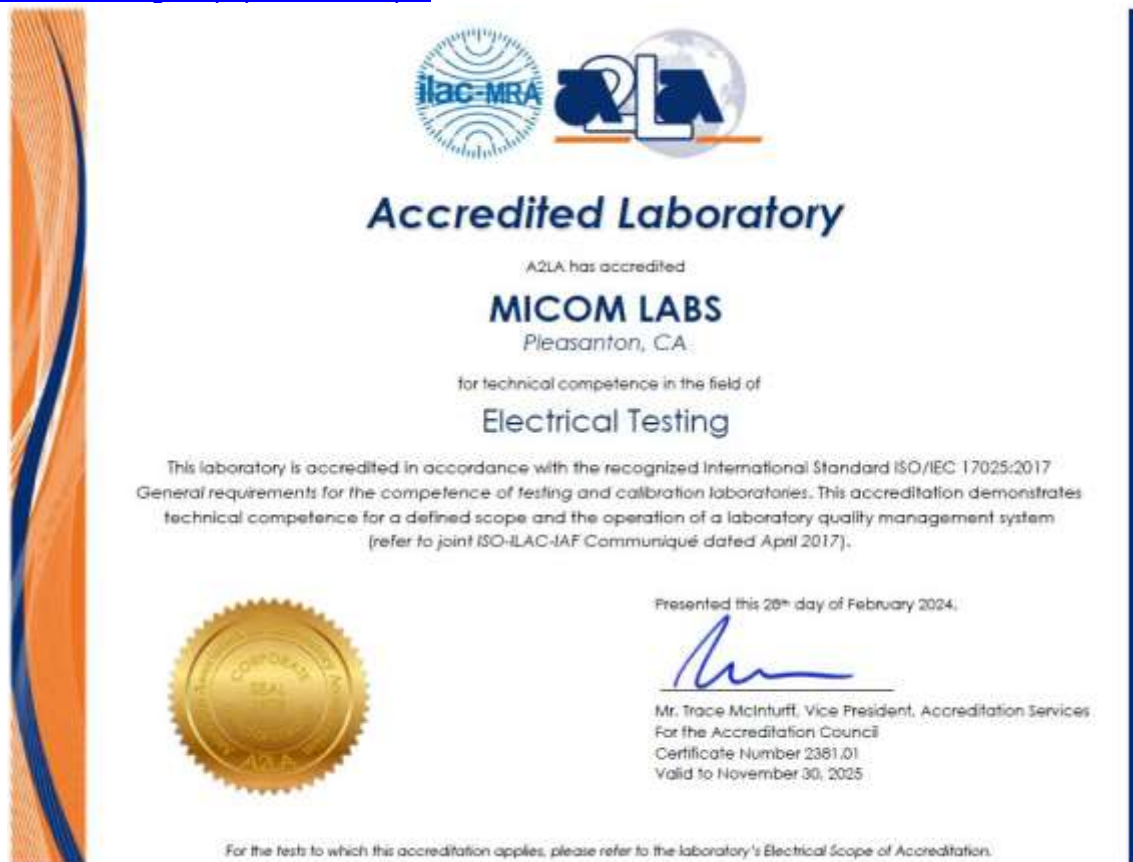 ilac-MRA
A2LA
Accredited Laboratory
A2LA has accredited
MICOM LABS
Pleasanton, CA
for technical competence in the field of
Electrical Testing
This laboratory is accredited in accordance with the recognized International Standard ISO/IEC 17025:2017
General requirements for the competence of testing and calibration laboratories. This accreditation demonstrates
technical competence for a defined scope and the operation of a laboratory quality management system
(refer to joint ISO-ILAC-IAF Communiqué dated April 2017).
Presented this 28th day of February 2024.
Mr. Trace McInturff, Vice President, Accreditation Services
For the Accreditation Council
Certificate Number 2381.01
Valid to November 30, 2025
CORPORATE
SEAL
A2LA
For the tests to which this accreditation applies, please refer to the laboratory's Electrical Scope of Accreditation.